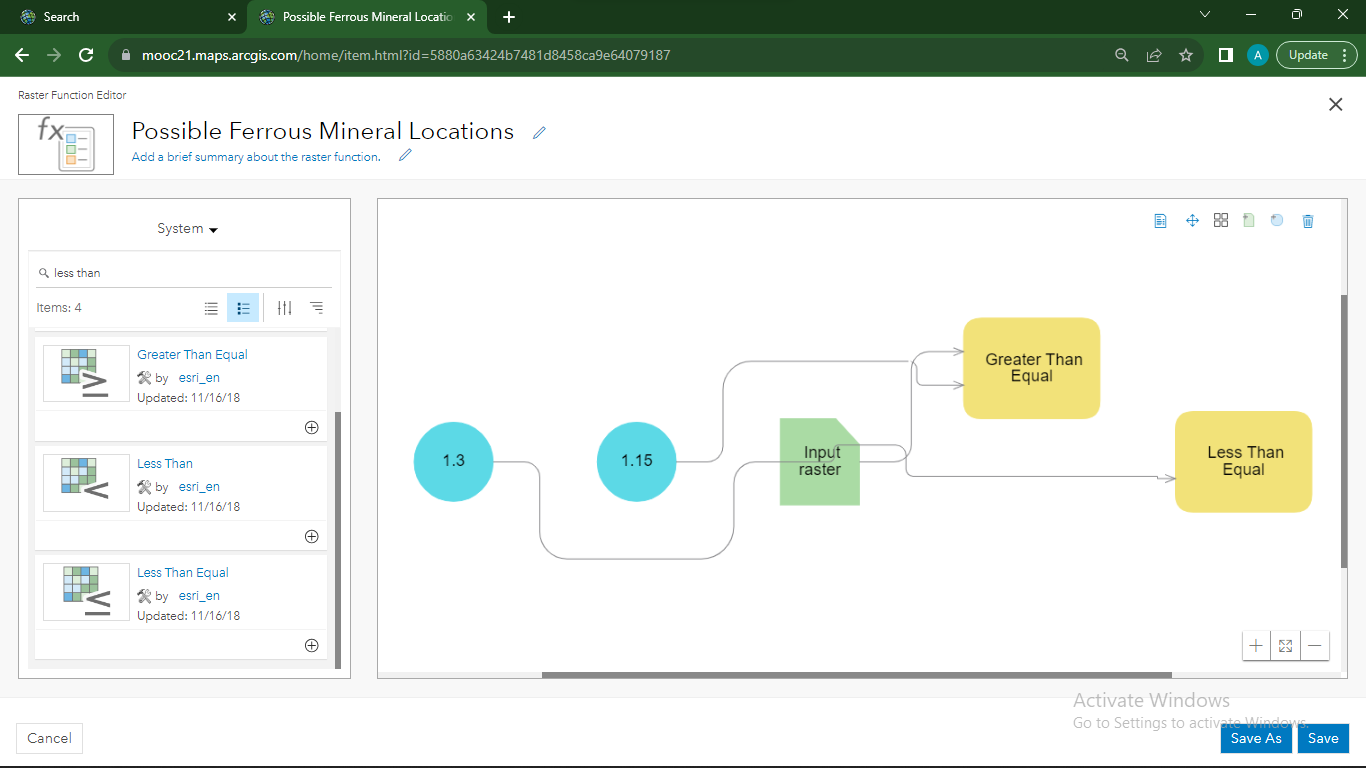 Search
Possible Ferrous Mineral Locatio
mooc21.maps.arcgis.com/home/item.html?id=5880a63424b7481d8458ca9e64079187
A
Update
Raster Function Editor
fx
Possible Ferrous Mineral Locations
Add a brief summary about the raster function.
System
less than
Items: 4
Greater Than Equal
by esri_en
Updated: 11/16/18
Less Than
by esri_en
Updated: 11/16/18
Less Than Equal
by esri_en
Updated: 11/16/18
1.3
1.15
Input
raster
Greater Than
Equal
Less Than
Equal
Activate Windows
Go to Settings to activate Windows.
Cancel
Save As
Save